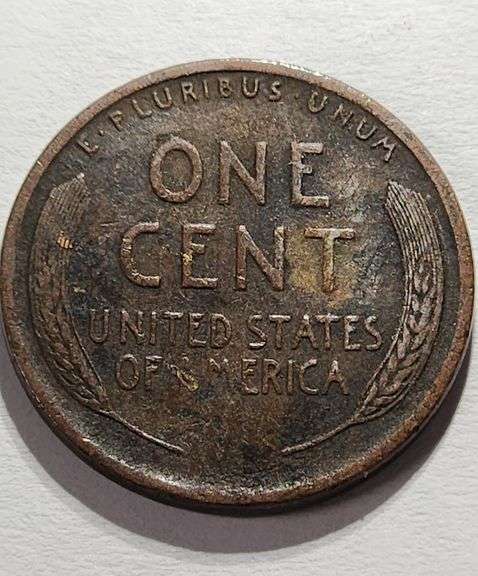 E · PLURIBUS · UNUM
ONE
CENT
UNITED STATES
OF AMERICA